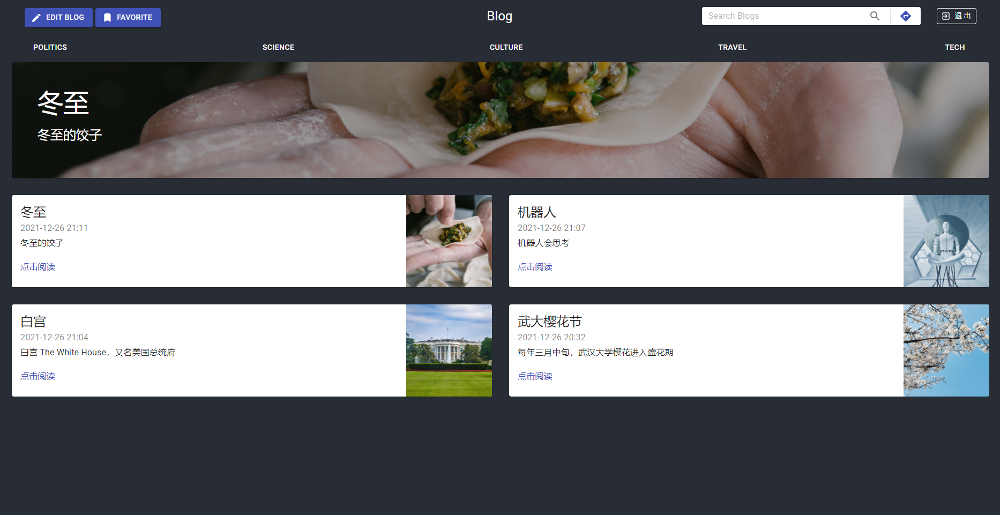 EDIT BLOG
FAVORITE
Blog
Search Blogs
退 出
POLITICS
SCIENCE
CULTURE
TRAVEL
TECH
冬至
冬至的饺子
冬至
2021-12-26 21:11
冬至的饺子
点击阅读
机器人
2021-12-26 21:07
机器人会思考
点击阅读
白宫
2021-12-26 21:04
白宫 The White House，又名美国总统府
点击阅读
武大樱花节
2021-12-26 20:32
每年三月中旬，武汉大学樱花进入盛花期
点击阅读